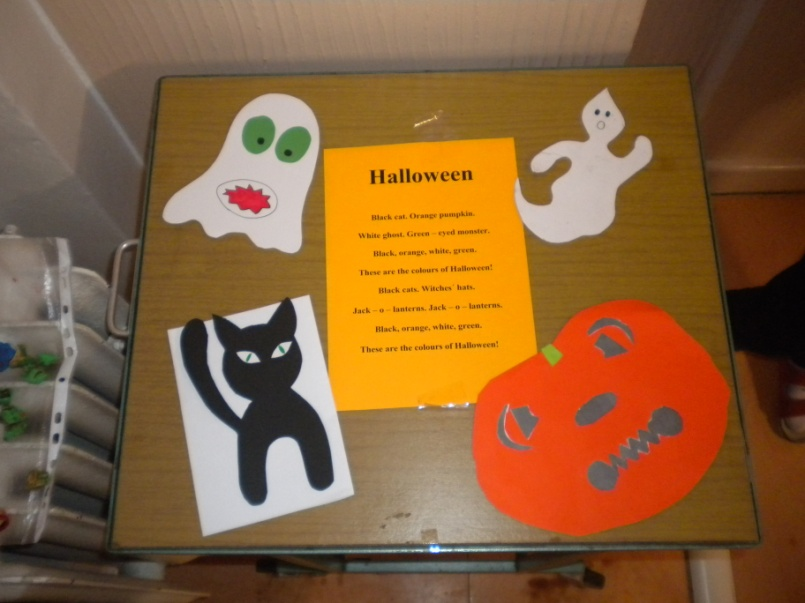 Halloween
Black cat. Orange pumpkin.
White ghost. Green – eyed monster.
Black, orange, white, green.
These are the colours of Halloween!
Black cats. Witches´ hats.
Jack – o – lanterns. Jack – o – lanterns.
Black, orange, white, green.
These are the colours of Halloween!